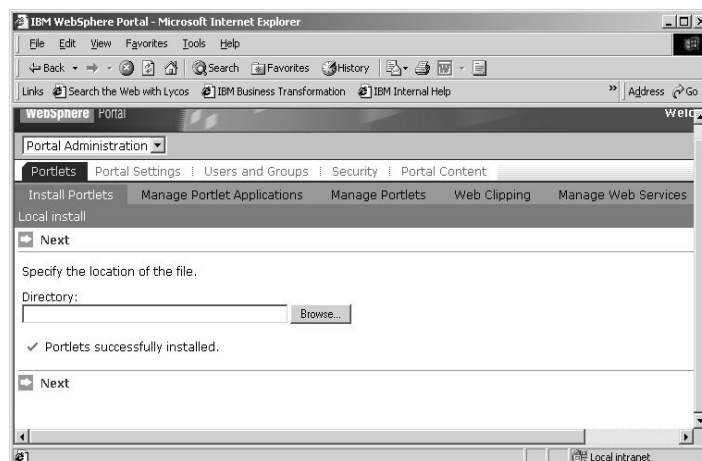 IBM WebSphere Portal - Microsoft Internet Explorer
File Edit View Favorites Tools Help
Back Search Favorites History
Links Search the Web with Lycos IBM Business Transformation IBM Internal Help » Address Go
WebSphere Portal Welc
Portal Administration
Portlets Portal Settings Users and Groups Security Portal Content
Install Portlets Manage Portlet Applications Manage Portlets Web Clipping Manage Web Services
Local install
Next
Specify the location of the file.
Directory:
Browse...
Portlets successfully installed.
Next
Local intranet